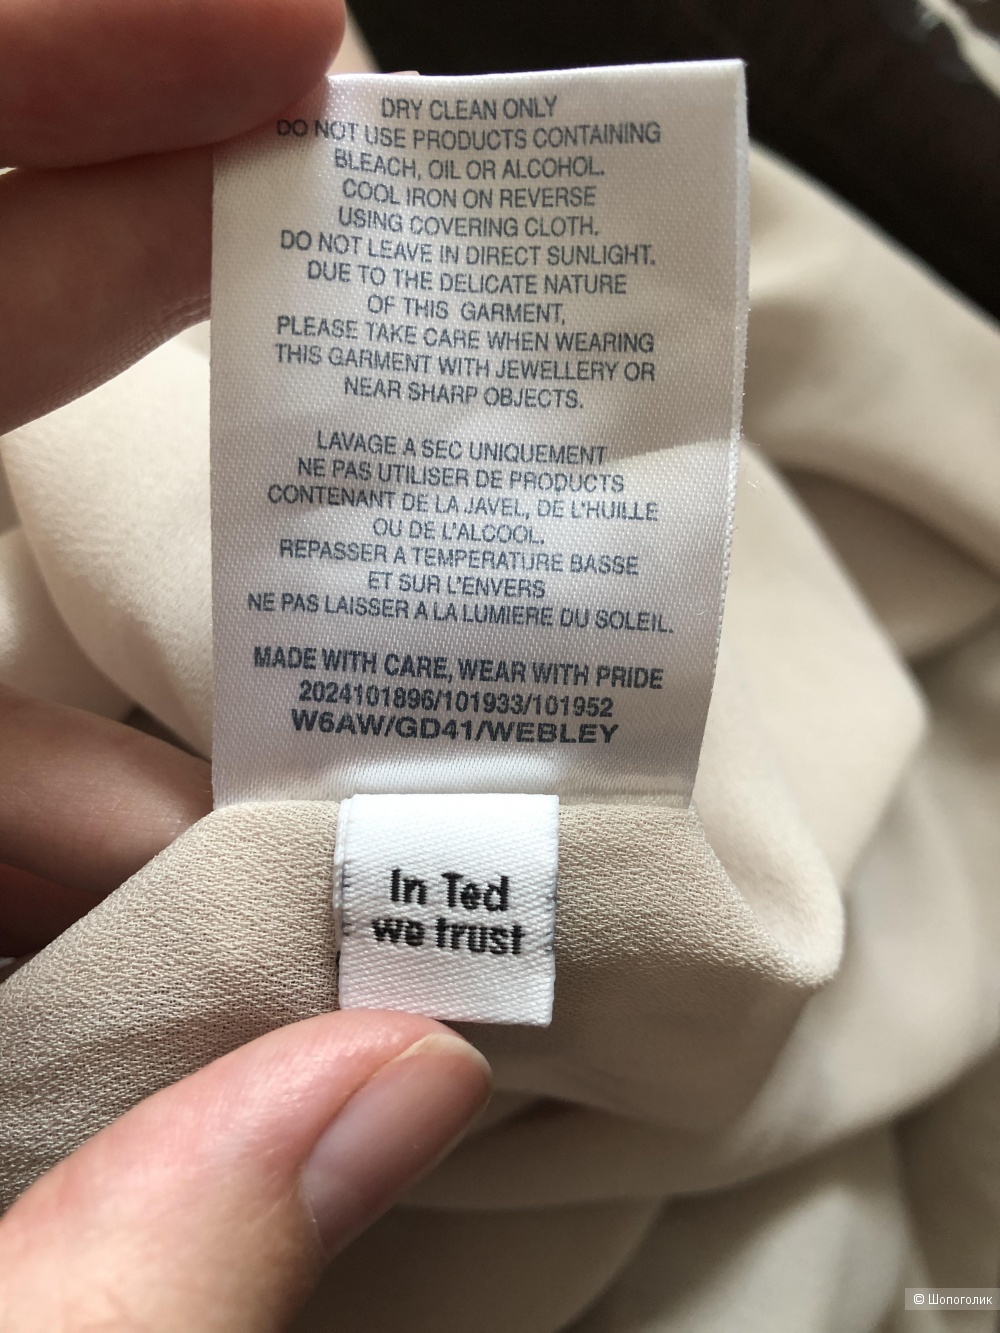 DRY CLEAN ONLY
DO NOT USE PRODUCTS CONTAINING
BLEACH, OIL OR ALCOHOL.
COOL IRON ON REVERSE
USING COVERING CLOTH.
DO NOT LEAVE IN DIRECT SUNLIGHT.
DUE TO THE DELICATE NATURE
OF THIS GARMENT,
PLEASE TAKE CARE WHEN WEARING
THIS GARMENT WITH JEWELLERY OR
NEAR SHARP OBJECTS.
LAVAGE A SEC UNIQUEMENT
NE PAS UTILISER DE PRODUCTS
CONTENANT DE LA JAVEL, DE L'HUILLE
OU DE L'ALCOOL.
REPASSER A TEMPERATURE BASSE
ET SUR L'ENVERS
NE PAS LAISSER A LA LUMIERE DU SOLEIL.
MADE WITH CARE, WEAR WITH PRIDE
2024101896/101933/101952
W6AW/GD41/WEBLEY
In Ted
we trust
© Шопоголик